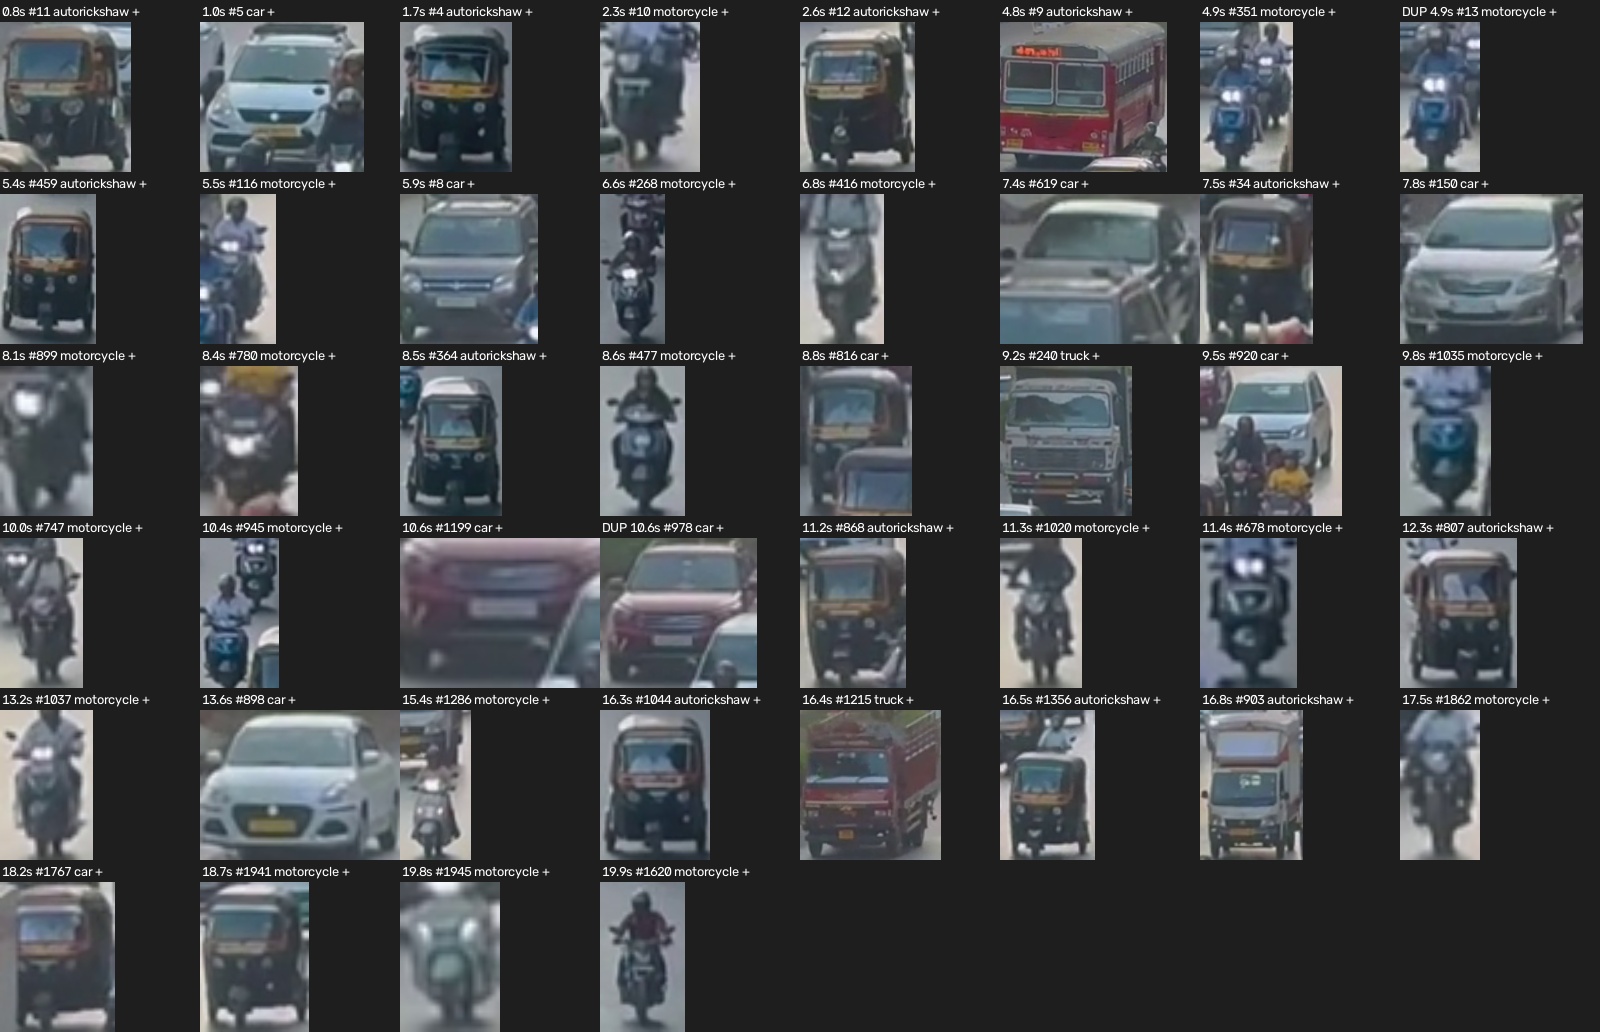 0.8s #11 autorickshaw +
1.0s #5 car +
1.7s #4 autorickshaw +
2.3s #10 motorcycle +
2.6s #12 autorickshaw +
4.8s #9 autorickshaw +
4.9s #351 motorcycle +
DUP 4.9s #13 motorcycle +
5.4s #459 autorickshaw +
5.5s #116 motorcycle +
5.9s #8 car +
6.6s #268 motorcycle +
6.8s #416 motorcycle +
7.4s #619 car +
7.5s #34 autorickshaw +
7.8s #150 car +
8.1s #899 motorcycle +
8.4s #780 motorcycle +
8.5s #364 autorickshaw +
8.6s #477 motorcycle +
8.8s #816 car +
9.2s #240 truck +
9.5s #920 car +
9.8s #1035 motorcycle +
10.0s #747 motorcycle +
10.4s #945 motorcycle +
10.6s #1199 car +
DUP 10.6s #978 car +
11.2s #868 autorickshaw +
11.3s #1020 motorcycle +
11.4s #678 motorcycle +
12.3s #807 autorickshaw +
13.2s #1037 motorcycle +
13.6s #898 car +
15.4s #1286 motorcycle +
16.3s #1044 autorickshaw +
16.4s #1215 truck +
16.5s #1356 autorickshaw +
16.8s #903 autorickshaw +
17.5s #1862 motorcycle +
18.2s #1767 car +
18.7s #1941 motorcycle +
19.8s #1945 motorcycle +
19.9s #1620 motorcycle +